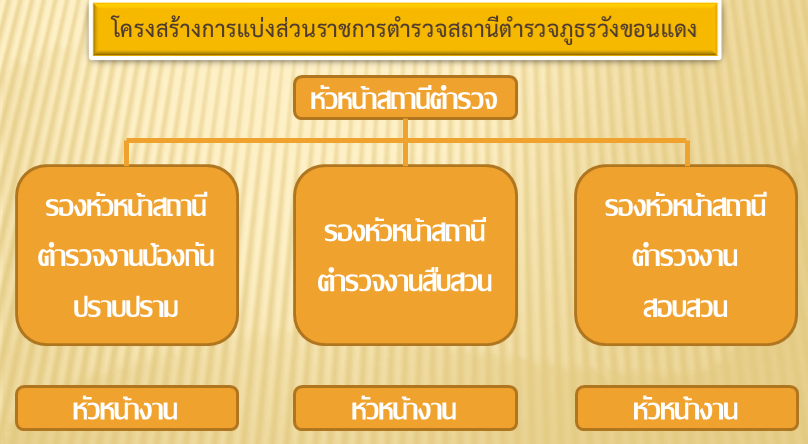 โครงสร้างการแบ่งส่วนราชการตำรวจสถานีตำรวจภูธรวังขอนแดง
หัวหน้าสถานีตำรวจ
รองหัวหน้าสถานี
ตำรวจงานป้องกัน
ปราบปราม
รองหัวหน้าสถานี
ตำรวจงานสืบสวน
รองหัวหน้าสถานี
ตำรวจงาน
สอบสวน
หัวหน้างาน
หัวหน้างาน
หัวหน้างาน